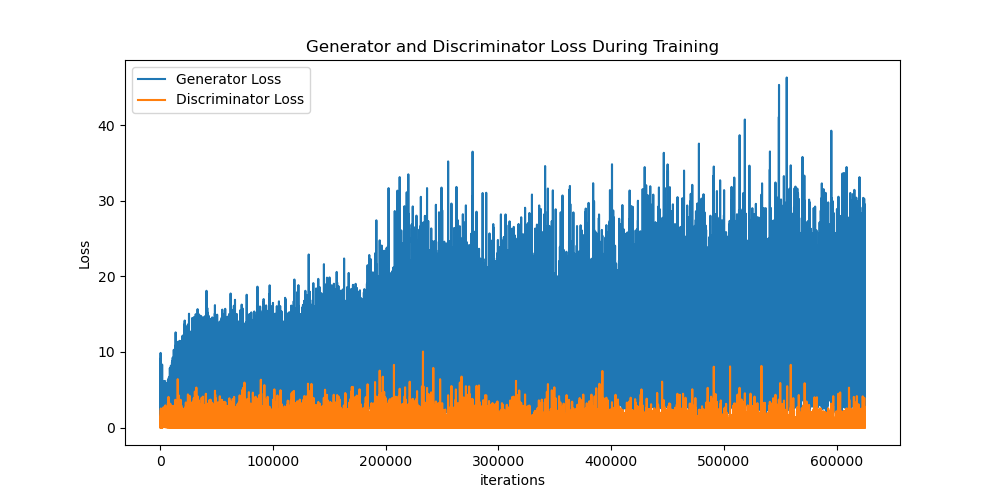 Generator and Discriminator Loss During Training
Generator Loss
Discriminator Loss
Loss
40
30
20
10
0
0 100000 200000 300000 400000 500000 600000
iterations